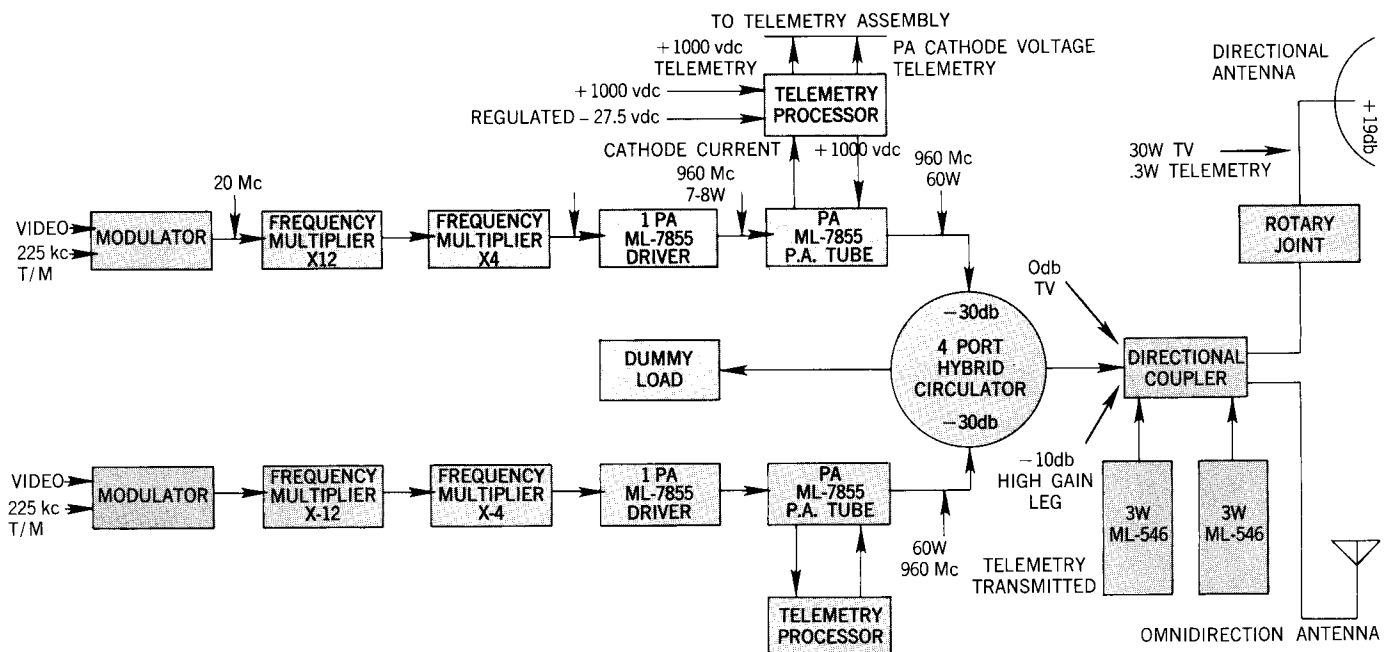 TO TELEMETRY ASSEMBLY
+1000 vdc
TELEMETRY
PA CATHODE VOLTAGE
TELEMETRY
DIRECTIONAL
ANTENNA
+19db
+1000 vdc
REGULATED -27.5 vdc
TELEMETRY
PROCESSOR
CATHODE CURRENT
+1000 vdc
960 Mc
60W
30W TV
.3W TELEMETRY
20 Mc
960 Mc
7-8W
VIDEO
225 kc
T/M
MODULATOR
FREQUENCY
MULTIPLIER
X12
FREQUENCY
MULTIPLIER
X4
1 PA
ML-7855
DRIVER
PA
ML-7855
P.A. TUBE
ROTARY
JOINT
0db
TV
-30db
4 PORT
HYBRID
CIRCULATOR
-30db
DUMMY
LOAD
DIRECTIONAL
COUPLER
-10db
HIGH GAIN
LEG
VIDEO
225 kc
T/M
MODULATOR
FREQUENCY
MULTIPLIER
X-12
FREQUENCY
MULTIPLIER
X-4
1 PA
ML-7855
DRIVER
PA
ML-7855
P.A. TUBE
60W
960 Mc
3W
ML-546
3W
ML-546
TELEMETRY
TRANSMITTED
TELEMETRY
PROCESSOR
OMNIDIRECTION ANTENNA